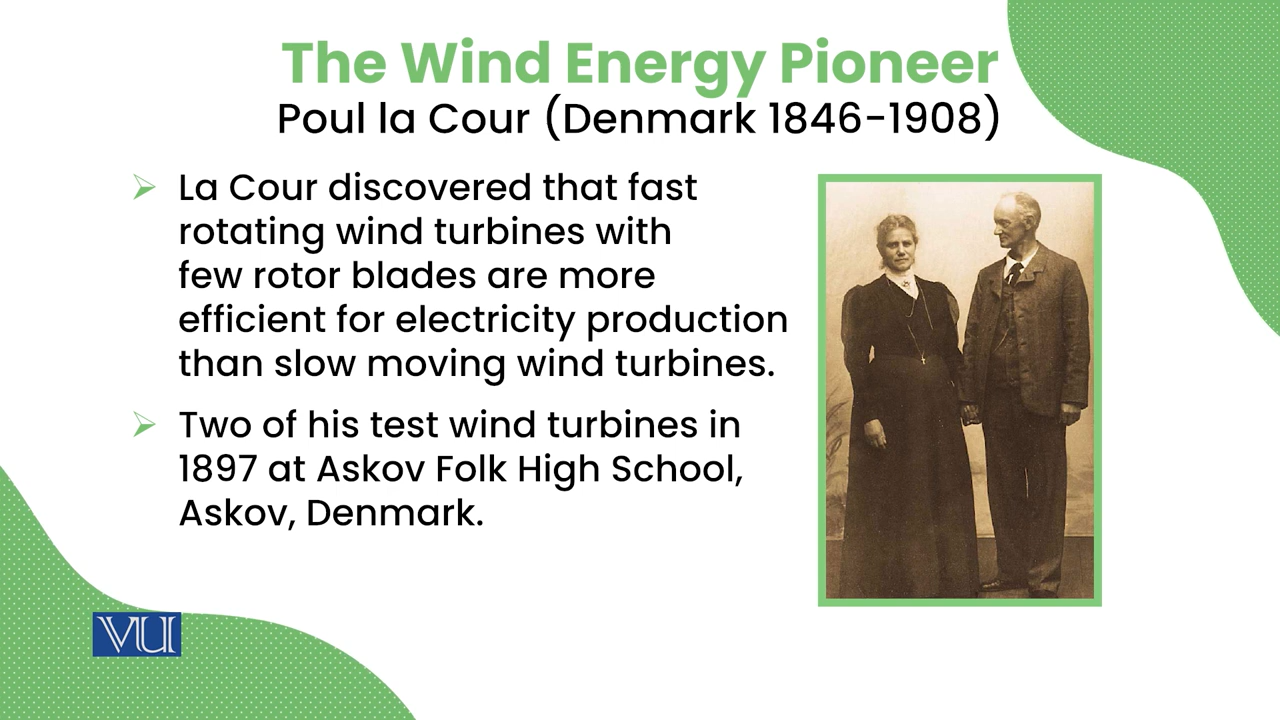 The Wind Energy Pioneer
Poul la Cour (Denmark 1846-1908)
La Cour discovered that fast
rotating wind turbines with
few rotor blades are more
efficient for electricity production
than slow moving wind turbines.
Two of his test wind turbines in
1897 at Askov Folk High School,
Askov, Denmark.
VU